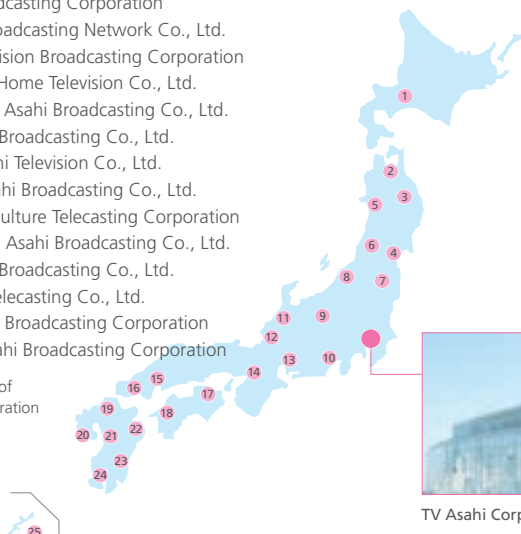 dcasting Corporation
oadcasting Network Co., Ltd.
ision Broadcasting Corporation
Home Television Co., Ltd.
Asahi Broadcasting Co., Ltd.
Broadcasting Co., Ltd.
ni Television Co., Ltd.
ahi Broadcasting Co., Ltd.
ulture Telecasting Corporation
Asahi Broadcasting Co., Ltd.
Broadcasting Co., Ltd.
elecasting Co., Ltd.
Broadcasting Corporation
ahi Broadcasting Corporation
of
ration
1
2
3
5
6
4
8
7
11
9
12
13
10
14
15
16
17
19
18
20
21
22
23
24
25
TV Asahi Corp